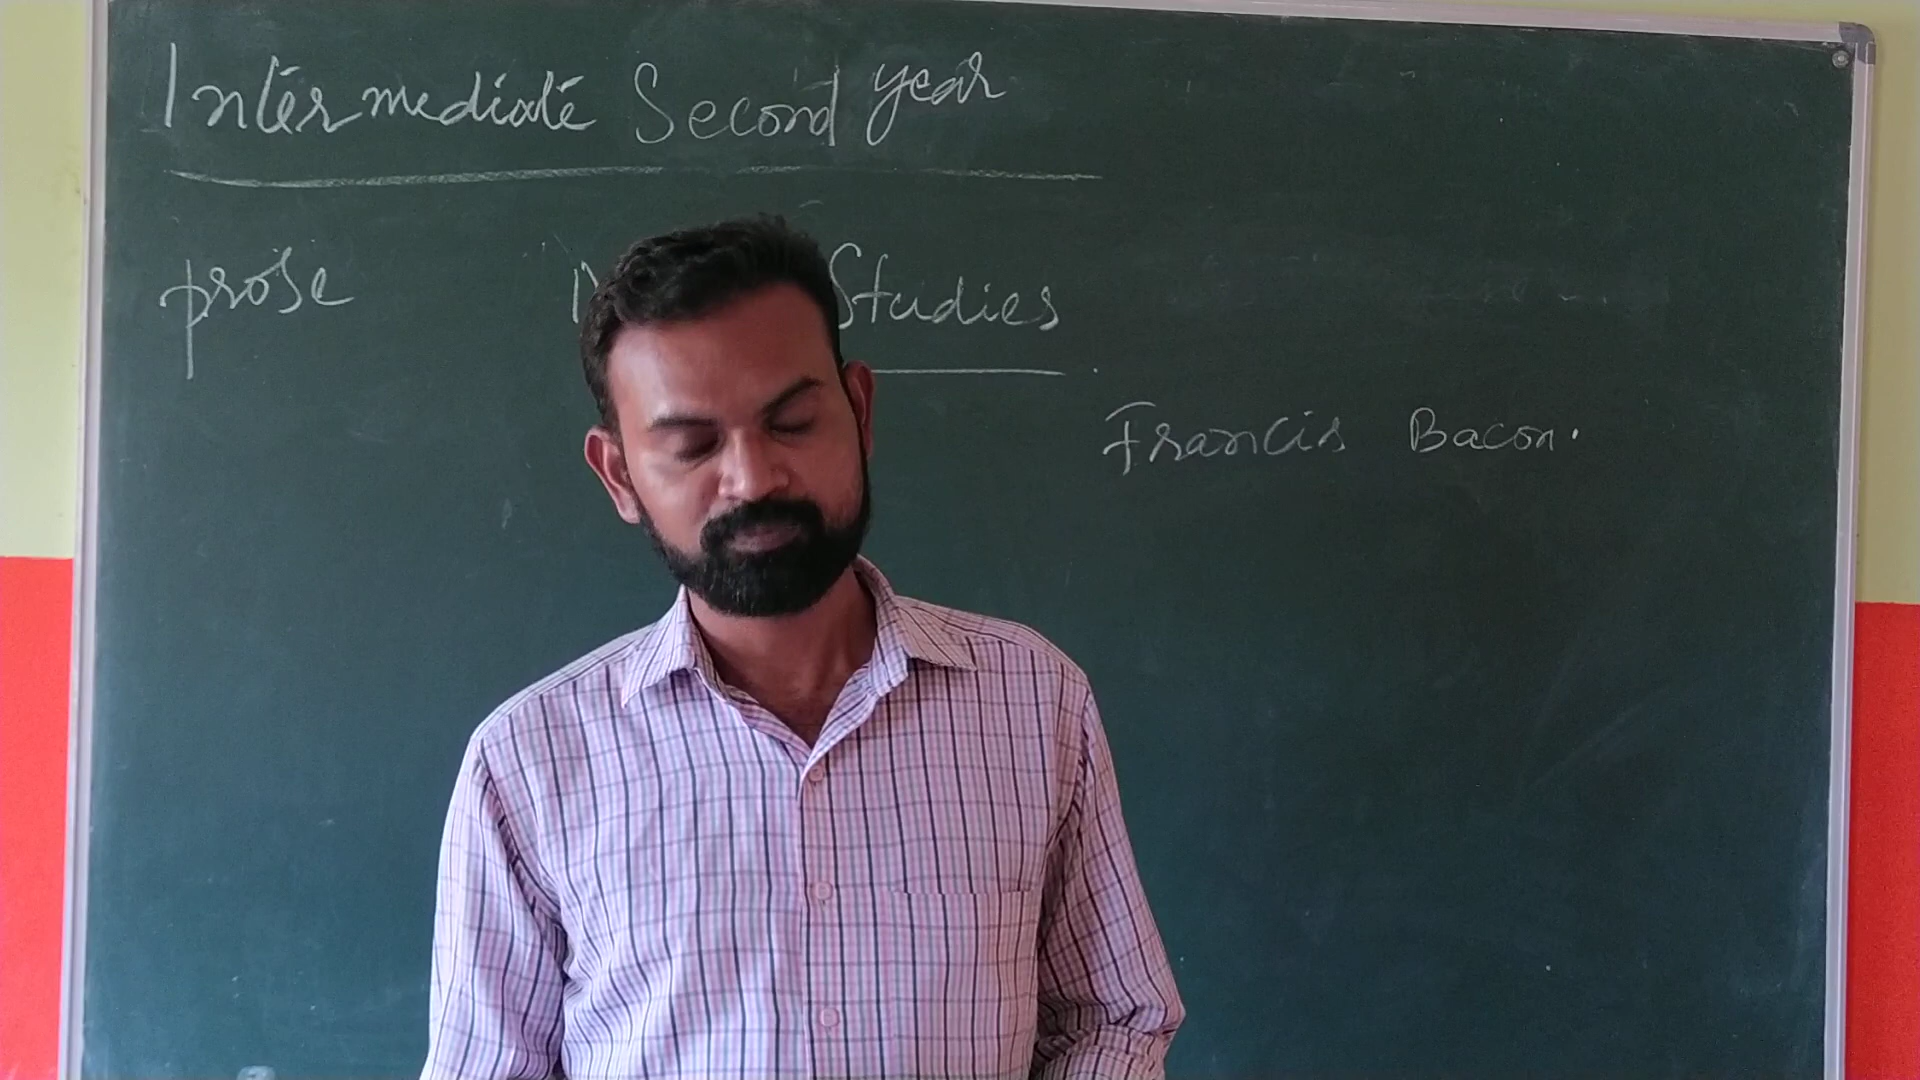 Intermediate Second year
prose Studies
Francis Bacon.